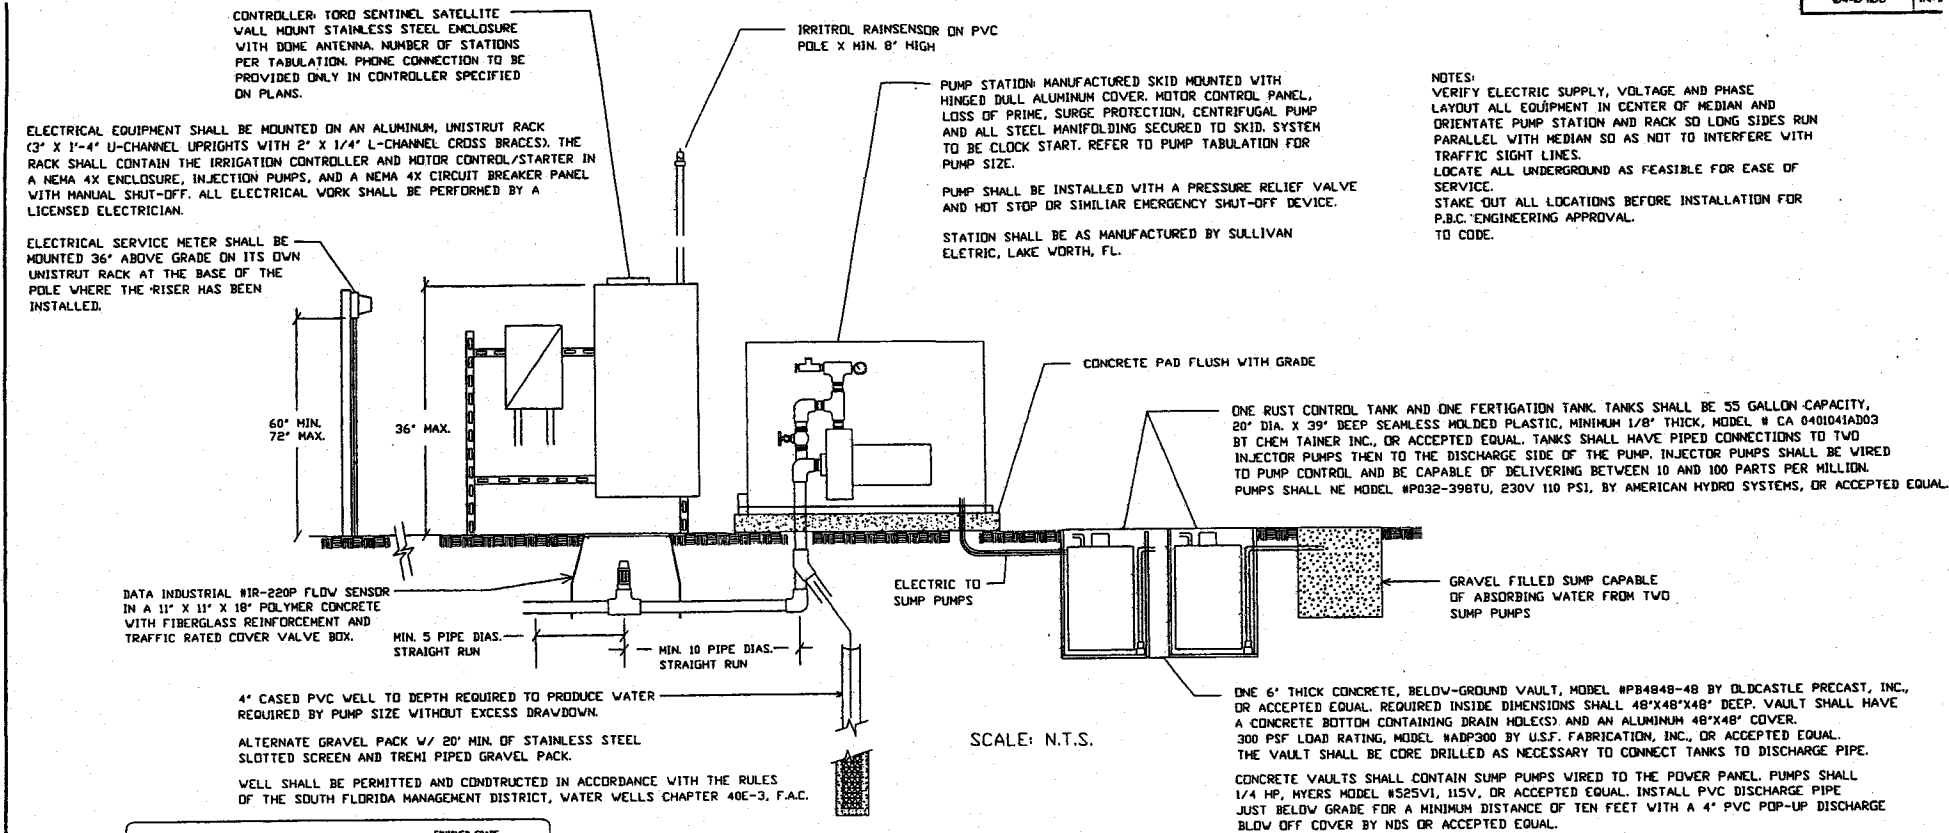 CONTROLLER: TORO SENTINEL SATELLITE
WALL MOUNT STAINLESS STEEL ENCLOSURE
WITH DOME ANTENNA. NUMBER OF STATIONS
PER TABULATION. PHONE CONNECTION TO BE
PROVIDED ONLY IN CONTROLLER SPECIFIED
ON PLANS.
IRRITROL RAINSENSOR ON PVC
POLE X MIN. 8" HIGH
PUMP STATION: MANUFACTURED SKID MOUNTED WITH
HINGED DULL ALUMINUM COVER. MOTOR CONTROL PANEL,
LOSS OF PRIME, SURGE PROTECTION, CENTRIFUGAL PUMP
AND ALL STEEL MANIFOLDING SECURED TO SKID. SYSTEM
TO BE CLOCK START. REFER TO PUMP TABULATION FOR
PUMP SIZE.
PUMP SHALL BE INSTALLED WITH A PRESSURE RELIEF VALVE
AND HOT STOP OR SIMILIAR EMERGENCY SHUT-OFF DEVICE.
STATION SHALL BE AS MANUFACTURED BY SULLIVAN
ELETRIC, LAKE WORTH, FL.
NOTES:
VERIFY ELECTRIC SUPPLY, VOLTAGE AND PHASE
LAYOUT ALL EQUIPMENT IN CENTER OF MEDIAN AND
ORIENTATE PUMP STATION AND RACK SO LONG SIDES RUN
PARALLEL WITH MEDIAN SO AS NOT TO INTERFERE WITH
TRAFFIC SIGHT LINES.
LOCATE ALL UNDERGROUND AS FEASIBLE FOR EASE OF
SERVICE.
STAKE OUT ALL LOCATIONS BEFORE INSTALLATION FOR
P.B.C. ENGINEERING APPROVAL.
TO CODE.
ELECTRICAL EQUIPMENT SHALL BE MOUNTED ON AN ALUMINUM, UNISTRUT RACK
(3" X 1'-4" U-CHANNEL UPRIGHTS WITH 2" X 1/4" L-CHANNEL CROSS BRACES). THE
RACK SHALL CONTAIN THE IRRIGATION CONTROLLER AND MOTOR CONTROL/STARTER IN
A NEMA 4X ENCLOSURE, INJECTION PUMPS, AND A NEMA 4X CIRCUIT BREAKER PANEL
WITH MANUAL SHUT-OFF. ALL ELECTRICAL WORK SHALL BE PERFORMED BY A
LICENSED ELECTRICIAN.
ELECTRICAL SERVICE METER SHALL BE
MOUNTED 36" ABOVE GRADE ON ITS OWN
UNISTRUT RACK AT THE BASE OF THE
POLE WHERE THE RISER HAS BEEN
INSTALLED.
60" MIN.
72" MAX.
36" MAX.
CONCRETE PAD FLUSH WITH GRADE
ONE RUST CONTROL TANK AND ONE FERTIGATION TANK. TANKS SHALL BE 55 GALLON CAPACITY,
20" DIA. X 39" DEEP SEAMLESS MOLDED PLASTIC, MINIMUM 1/8" THICK, MODEL # CA 0401041AD03
BT CHEM TAINER INC., OR ACCEPTED EQUAL. TANKS SHALL HAVE PIPED CONNECTIONS TO TWO
INJECTOR PUMPS THEN TO THE DISCHARGE SIDE OF THE PUMP. INJECTOR PUMPS SHALL BE WIRED
TO PUMP CONTROL AND BE CAPABLE OF DELIVERING BETWEEN 10 AND 100 PARTS PER MILLION.
PUMPS SHALL NE MODEL #P032-398TU, 230V 110 PSI, BY AMERICAN HYDRO SYSTEMS, OR ACCEPTED EQUAL.
DATA INDUSTRIAL #IR-220P FLOW SENSOR
IN A 11" X 11" X 18" POLYMER CONCRETE
WITH FIBERGLASS REINFORCEMENT AND
TRAFFIC RATED COVER VALVE BOX.
MIN. 5 PIPE DIAS.
STRAIGHT RUN
MIN. 10 PIPE DIAS.
STRAIGHT RUN
ELECTRIC TO
SUMP PUMPS
GRAVEL FILLED SUMP CAPABLE
OF ABSORBING WATER FROM TWO
SUMP PUMPS
4" CASED PVC WELL TO DEPTH REQUIRED TO PRODUCE WATER
REQUIRED BY PUMP SIZE WITHOUT EXCESS DRAWDOWN.
ALTERNATE GRAVEL PACK W/ 20' MIN. OF STAINLESS STEEL
SLOTTED SCREEN AND TREMI PIPED GRAVEL PACK.
WELL SHALL BE PERMITTED AND CONDTRUCTED IN ACCORDANCE WITH THE RULES
OF THE SOUTH FLORIDA MANAGEMENT DISTRICT, WATER WELLS CHAPTER 40E-3, F.A.C.
SCALE: N.T.S.
ONE 6" THICK CONCRETE, BELOW-GROUND VAULT, MODEL #PB4848-48 BY OLDCASTLE PRECAST, INC.,
OR ACCEPTED EQUAL. REQUIRED INSIDE DIMENSIONS SHALL 48"X48"X48" DEEP. VAULT SHALL HAVE
A CONCRETE BOTTOM CONTAINING DRAIN HOLE(S) AND AN ALUMINUM 48"X48" COVER.
300 PSF LOAD RATING, MODEL #ADP300 BY U.S.F. FABRICATION, INC., OR ACCEPTED EQUAL.
THE VAULT SHALL BE CORE DRILLED AS NECESSARY TO CONNECT TANKS TO DISCHARGE PIPE.
CONCRETE VAULTS SHALL CONTAIN SUMP PUMPS WIRED TO THE POWER PANEL. PUMPS SHALL
1/4 HP, MYERS MODEL #525V1, 115V, OR ACCEPTED EQUAL. INSTALL PVC DISCHARGE PIPE
JUST BELOW GRADE FOR A MINIMUM DISTANCE OF TEN FEET WITH A 4" PVC POP-UP DISCHARGE
BLOW OFF COVER BY NDS OR ACCEPTED EQUAL.